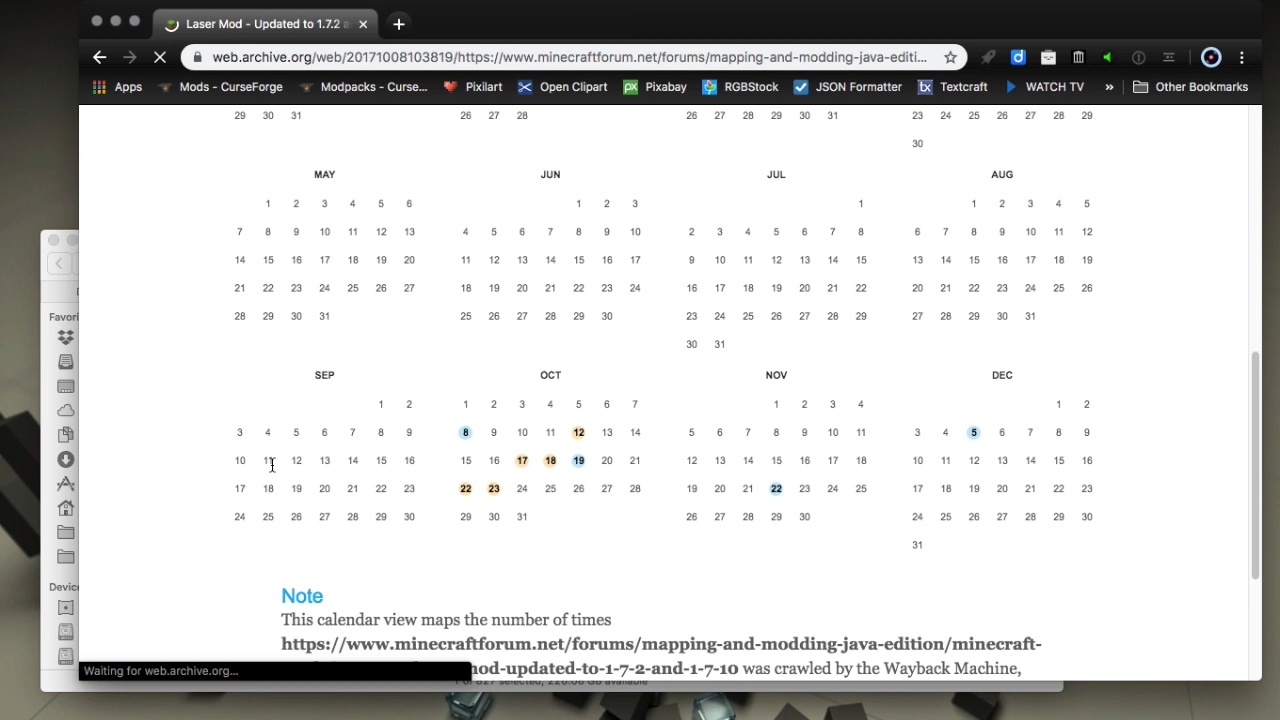 Laser Mod - Updated to 1.7.2 a
web.archive.org/web/20171008103819/https://www.minecraftforum.net/forums/mapping-and-modding-java-editi...
Apps Mods - CurseForge Modpacks - Curse... Pixilart Open Clipart Pixabay RGBStock JSON Formatter Textcraft WATCH TV » Other Bookmarks
29 30 31 26 27 28 26 27 28 29 30 31 23 24 25 26 27 28 29
30
MAY JUN JUL AUG
1 2 3 4 5 6 1 2 3 1 1 2 3 4 5
7 8 9 10 11 12 13 4 5 6 7 8 9 10 2 3 4 5 6 7 8 6 7 8 9 10 11 12
14 15 16 17 18 19 20 11 12 13 14 15 16 17 9 10 11 12 13 14 15 13 14 15 16 17 18 19
21 22 23 24 25 26 27 18 19 20 21 22 23 24 16 17 18 19 20 21 22 20 21 22 23 24 25 26
28 29 30 31 25 26 27 28 29 30 23 24 25 26 27 28 29 27 28 29 30 31
30 31
SEP OCT NOV DEC
1 2 1 2 3 4 5 6 7 1 2 3 4 1 2
3 4 5 6 7 8 9 8 9 10 11 12 13 14 5 6 7 8 9 10 11 3 4 5 6 7 8 9
10 11 12 13 14 15 16 15 16 17 18 19 20 21 12 13 14 15 16 17 18 10 11 12 13 14 15 16
17 18 19 20 21 22 23 22 23 24 25 26 27 28 19 20 21 22 23 24 25 17 18 19 20 21 22 23
24 25 26 27 28 29 30 29 30 31 26 27 28 29 30 24 25 26 27 28 29 30
31
Favori
Device
Note
This calendar view maps the number of times
https://www.minecraftforum.net/forums/mapping-and-modding-java-edition/minecraft-
mod-updated-to-1-7-2-and-1-7-10 was crawled by the Wayback Machine,
Waiting for web.archive.org...